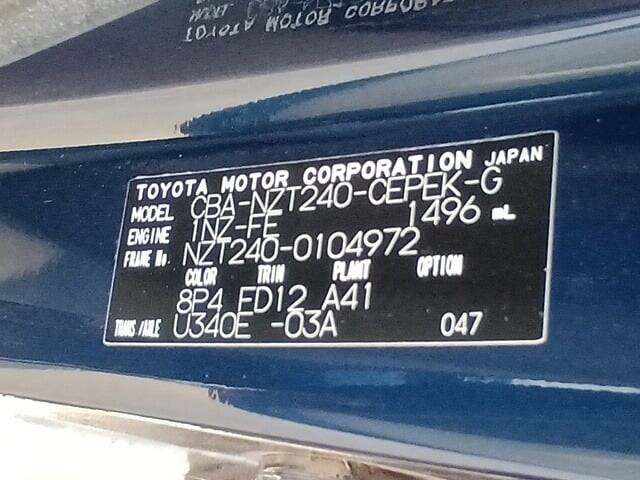 TOYOTA MOTOR CORPORATION JAPAN
MODEL CBA-NZT240-CEPEK-G
ENGINE 1NZ-FE 1496 mL
FRAME No. NZT240-0104972
COLOR TRIM PLANT OPTION
8P4 FD12 A41
TRANS/AXLE U340E -03A 047